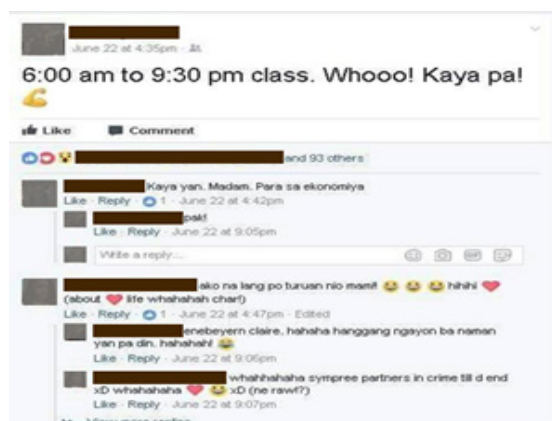 June 22 at 4:35pm
6:00 am to 9:30 pm class. Whooo! Kaya pa!
💪
Like Comment
and 93 others
Kaya yan. Madam. Para sa ekonomiya
Like · Reply · 1 · June 22 at 4:42pm
pak!
Like · Reply · June 22 at 9:05pm
Write a reply...
ako na lang po turuan nio mam!! 😂 😂 😂 hihihi ❤
(about ❤ life whahahah char!)
Like · Reply · 1 · June 22 at 4:47pm · Edited
enebeyern claire. hahaha hanggang ngayon ba naman
yan pa din. hahahah! 😂
Like · Reply · June 22 at 9:06pm
whahhahaha sympree partners in crime till d end
xD whahahaha ❤ 😂 xD (ne raw!?)
Like · Reply · June 22 at 9:07pm